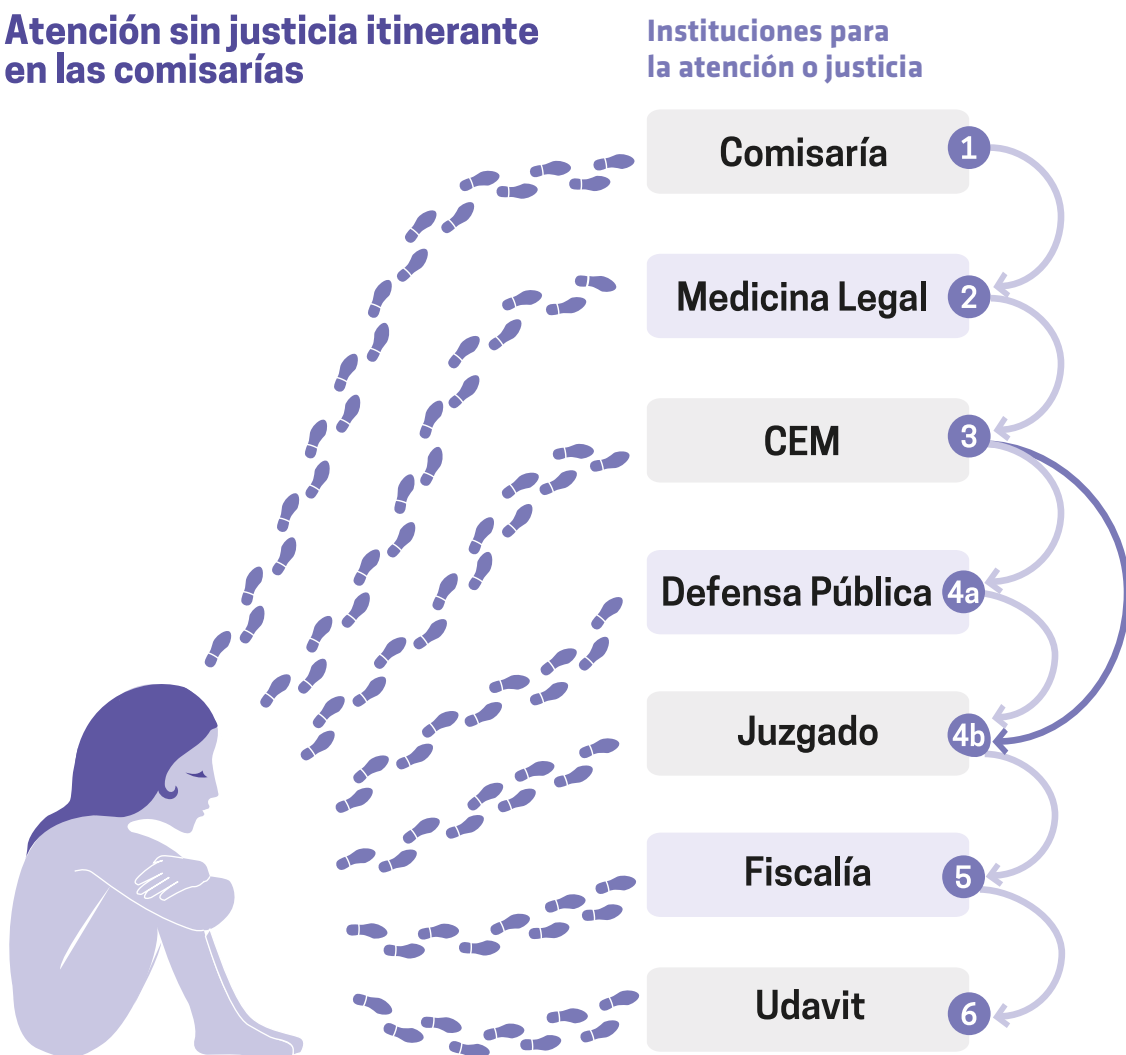 Atención sin justicia itinerante
en las comisarías
Instituciones para
la atención o justicia
Comisaría 1
Medicina Legal 2
CEM 3
Defensa Pública 4a
Juzgado 4b
Fiscalía 5
Udavit 6